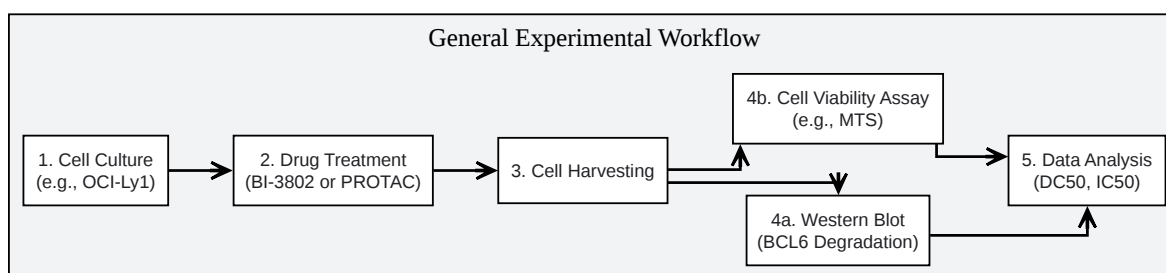 General Experimental Workflow
1. Cell Culture
(e.g., OCI-Ly1)
2. Drug Treatment
(BI-3802 or PROTAC)
3. Cell Harvesting
4b. Cell Viability Assay
(e.g., MTS)
4a. Western Blot
(BCL6 Degradation)
5. Data Analysis
(DC50, IC50)